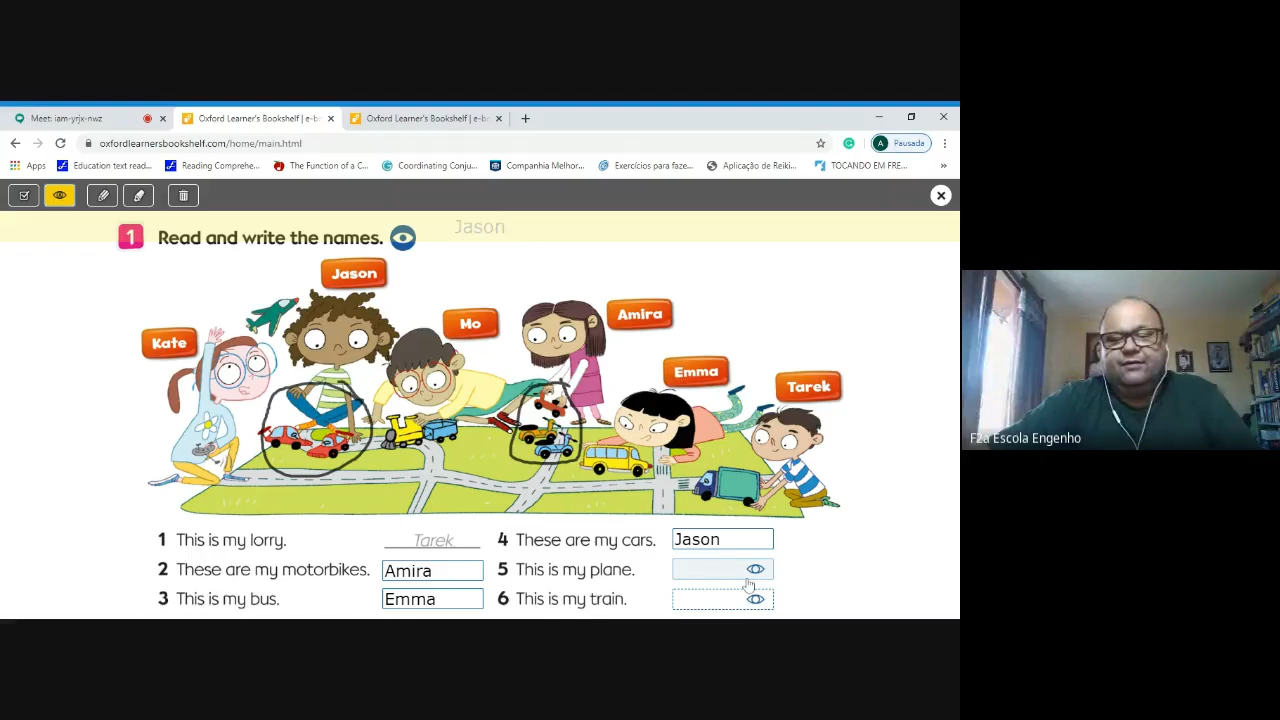 Meet: iam-yrjx-nwz
Oxford Learner's Bookshelf | e-b
Oxford Learner's Bookshelf | e-b
oxfordlearnersbookshelf.com/home/main.html
A Pausada
Apps
Education text read...
Reading Comprehe...
The Function of a C...
Coordinating Conju...
Companhia Melhor...
Exercícios para faze...
Aplicação de Reiki...
TOCANDO EM FRE...
Jason
1 Read and write the names.
Jason
Mo
Amira
Kate
Emma
Tarek
F2a Escola Engenho
1 This is my lorry. Tarek
2 These are my motorbikes. Amira
3 This is my bus. Emma
4 These are my cars. Jason
5 This is my plane.
6 This is my train.